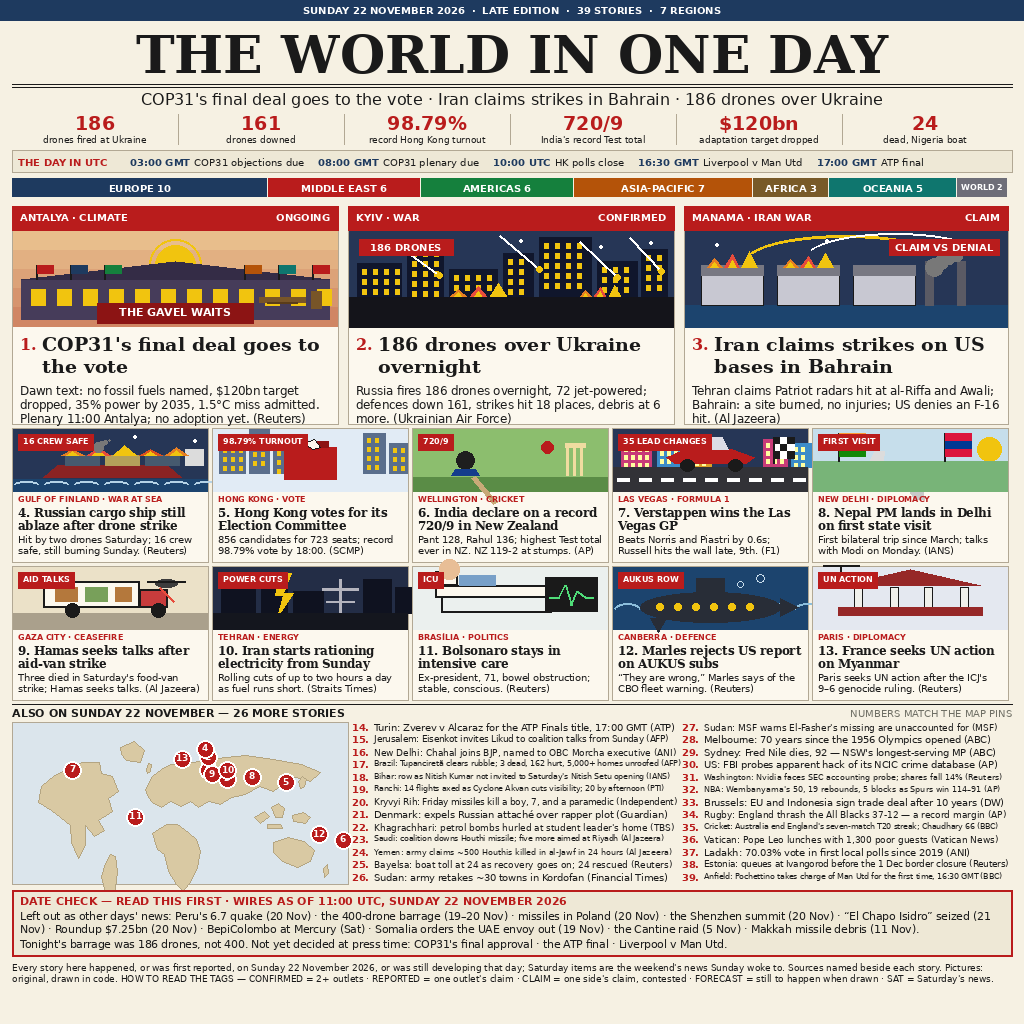 SUNDAY 22 NOVEMBER 2026 · LATE EDITION · 39 STORIES · 7 REGIONS
THE WORLD IN ONE DAY
COP31's final deal goes to the vote · Iran claims strikes in Bahrain · 186 drones over Ukraine
186
drones fired at Ukraine
161
drones downed
98.79%
record Hong Kong turnout
720/9
India's record Test total
$120bn
adaptation target dropped
24
dead, Nigeria boat
THE DAY IN UTC 03:00 GMT COP31 objections due 08:00 GMT COP31 plenary due 10:00 UTC HK polls close 16:30 GMT Liverpool v Man Utd 17:00 GMT ATP final
EUROPE 10 MIDDLE EAST 6 AMERICAS 6 ASIA-PACIFIC 7 AFRICA 3 OCEANIA 5 WORLD 2
ANTALYA · CLIMATE ONGOING
THE GAVEL WAITS
1. COP31's final deal goes to
the vote
Dawn text: no fossil fuels named, $120bn target
dropped, 35% power by 2035, 1.5°C miss admitted.
Plenary 11:00 Antalya; no adoption yet. (Reuters)
KYIV · WAR CONFIRMED
186 DRONES
2. 186 drones over Ukraine
overnight
Russia fires 186 drones overnight, 72 jet-powered;
defences down 161, strikes hit 18 places, debris at 6
more. (Ukrainian Air Force)
MANAMA · IRAN WAR CLAIM
CLAIM VS DENIAL
3. Iran claims strikes on US
bases in Bahrain
Tehran claims Patriot radars hit at al-Riffa and Awali;
Bahrain: a site burned, no injuries; US denies an F-16
hit. (Al Jazeera)
16 CREW SAFE
GULF OF FINLAND · WAR AT SEA
4. Russian cargo ship still
ablaze after drone strike
Hit by two drones Saturday; 16 crew
safe, still burning Sunday. (Reuters)
98.79% TURNOUT
HONG KONG · VOTE
5. Hong Kong votes for its
Election Committee
856 candidates for 723 seats; record
98.79% vote by 18:00. (SCMP)
720/9
WELLINGTON · CRICKET
6. India declare on a record
720/9 in New Zealand
Pant 128, Rahul 136; highest Test total
ever in NZ. NZ 119-2 at stumps. (AP)
35 LEAD CHANGES
LAS VEGAS · FORMULA 1
7. Verstappen wins the Las
Vegas GP
Beats Norris and Piastri by 0.6s;
Russell hits the wall late, 9th. (F1)
FIRST VISIT
NEW DELHI · DIPLOMACY
8. Nepal PM lands in Delhi
on first state visit
First bilateral trip since March; talks
with Modi on Monday. (IANS)
AID TALKS
GAZA CITY · CEASEFIRE
9. Hamas seeks talks after
aid-van strike
Three died in Saturday's food-van
strike; Hamas seeks talks. (Al Jazeera)
POWER CUTS
TEHRAN · ENERGY
10. Iran starts rationing
electricity from Sunday
Rolling cuts of up to two hours a day
as fuel runs short. (Straits Times)
ICU
BRASÍLIA · POLITICS
11. Bolsonaro stays in
intensive care
Ex-president, 71, bowel obstruction;
stable, conscious. (Reuters)
AUKUS ROW
CANBERRA · DEFENCE
12. Marles rejects US report
on AUKUS subs
“They are wrong,” Marles says of the
CBO fleet warning. (Reuters)
UN ACTION
PARIS · DIPLOMACY
13. France seeks UN action
on Myanmar
Paris seeks UN action after the ICJ's
9–6 genocide ruling. (Reuters)
ALSO ON SUNDAY 22 NOVEMBER — 26 MORE STORIES
NUMBERS MATCH THE MAP PINS
7
13
4
9
10
8
5
11
12
6
14. Turin: Zverev v Alcaraz for the ATP Finals title, 17:00 GMT (ATP)
15. Jerusalem: Eisenkot invites Likud to coalition talks from Sunday (AFP)
16. New Delhi: Chahal joins BJP, named to OBC Morcha executive (ANI)
17. Brazil: Tupanciretã clears rubble; 3 dead, 162 hurt, 5,000+ homes unroofed (AFP)
18. Bihar: row as Nitish Kumar not invited to Saturday's Nitish Setu opening (IANS)
19. Ranchi: 14 flights axed as Cyclone Akvan cuts visibility; 20 by afternoon (PTI)
20. Kryvyi Rih: Friday missiles kill a boy, 7, and a paramedic (Independent)
21. Denmark: expels Russian attaché over rapper plot (Guardian)
22. Khagrachhari: petrol bombs hurled at student leader's home (TBS)
23. Saudi: coalition downs Houthi missile; five more aimed at Riyadh (Al Jazeera)
24. Yemen: army claims ~500 Houthis killed in al-Jawf in 24 hours (Al Jazeera)
25. Bayelsa: boat toll at 24 as recovery goes on; 24 rescued (Reuters)
26. Sudan: army retakes ~30 towns in Kordofan (Financial Times)
27. Sudan: MSF warns El-Fasher's missing are unaccounted for (MSF)
28. Melbourne: 70 years since the 1956 Olympics opened (ABC)
29. Sydney: Fred Nile dies, 92 — NSW's longest-serving MP (ABC)
30. US: FBI probes apparent hack of its NCIC crime database (AP)
31. Washington: Nvidia faces SEC accounting probe; shares fall 14% (Reuters)
32. NBA: Wembanyama's 50, 19 rebounds, 5 blocks as Spurs win 114–91 (AP)
33. Brussels: EU and Indonesia sign trade deal after 10 years (DW)
34. Rugby: England thrash the All Blacks 37-12 — a record margin (AP)
35. Cricket: Australia end England's seven-match T20 streak; Chaudhary 66 (BBC)
36. Vatican: Pope Leo lunches with 1,300 poor guests (Vatican News)
37. Ladakh: 70.03% vote in first local polls since 2019 (ANI)
38. Estonia: queues at Ivangorod before the 1 Dec border closure (Reuters)
39. Anfield: Pochettino takes charge of Man Utd for the first time, 16:30 GMT (BBC)
DATE CHECK — READ THIS FIRST · WIRES AS OF 11:00 UTC, SUNDAY 22 NOVEMBER 2026
Left out as other days' news: Peru's 6.7 quake (20 Nov) · the 400-drone barrage (19–20 Nov) · missiles in Poland (20 Nov) · the Shenzhen summit (20 Nov) · “El Chapo Isidro” seized (21
Nov) · Roundup $7.25bn (20 Nov) · BepiColombo at Mercury (Sat) · Somalia orders the UAE envoy out (19 Nov) · the Cantine raid (5 Nov) · Makkah missile debris (11 Nov).
Tonight's barrage was 186 drones, not 400. Not yet decided at press time: COP31's final approval · the ATP final · Liverpool v Man Utd.
Every story here happened, or was first reported, on Sunday 22 November 2026, or was still developing that day; Saturday items are the weekend's news Sunday woke to. Sources named beside each story. Pictures:
original, drawn in code. HOW TO READ THE TAGS — CONFIRMED = 2+ outlets · REPORTED = one outlet's claim · CLAIM = one side's claim, contested · FORECAST = still to happen when drawn · SAT = Saturday's news.